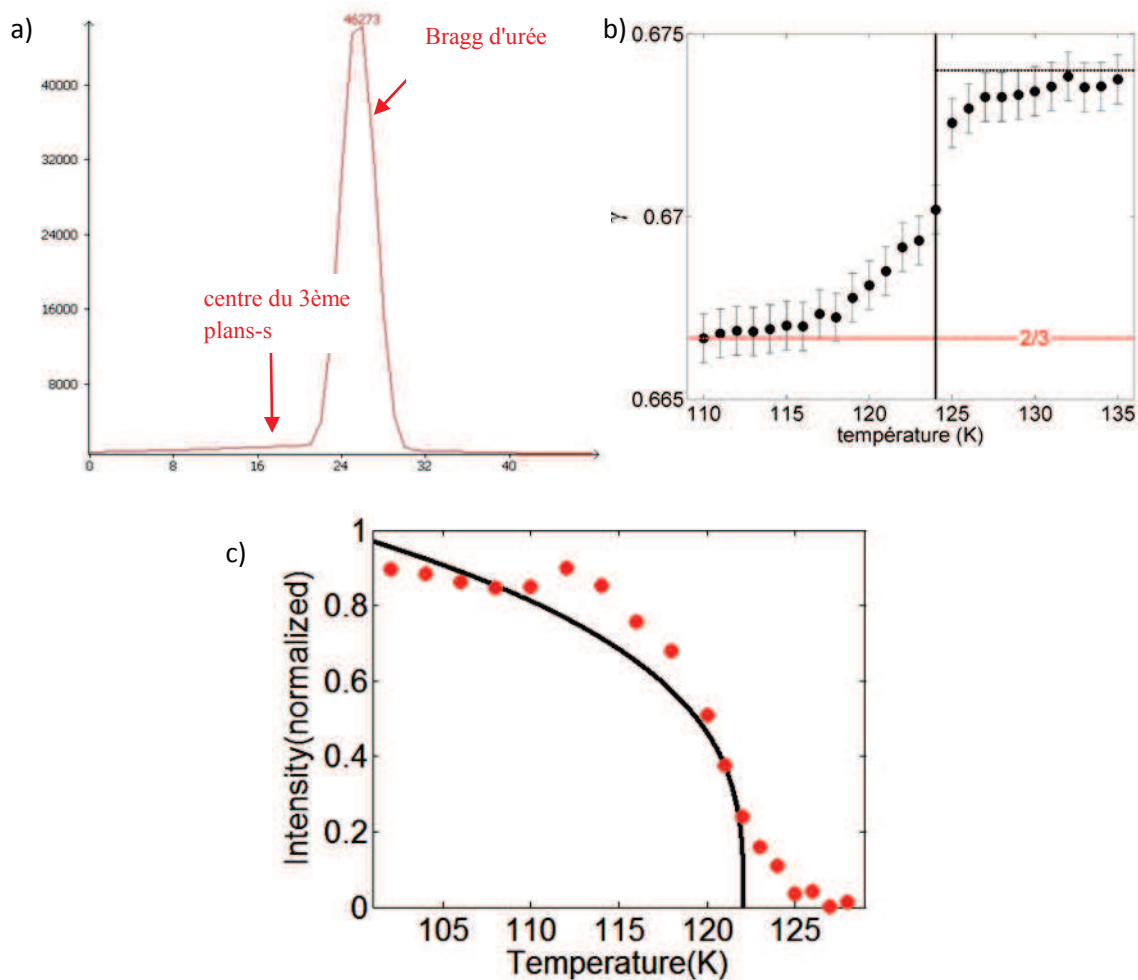 a)
46273
Bragg d'urée
40000
32000
24000
16000
8000
centre du 3ème
plans-s
0 8 16 24 32 40
b)
0.675
0.67
0.665
γ
2/3
110 115 120 125 130 135
température (K)
c)
Intensity(normalized)
1
0.8
0.6
0.4
0.2
0
105 110 115 120 125
Temperature(K)